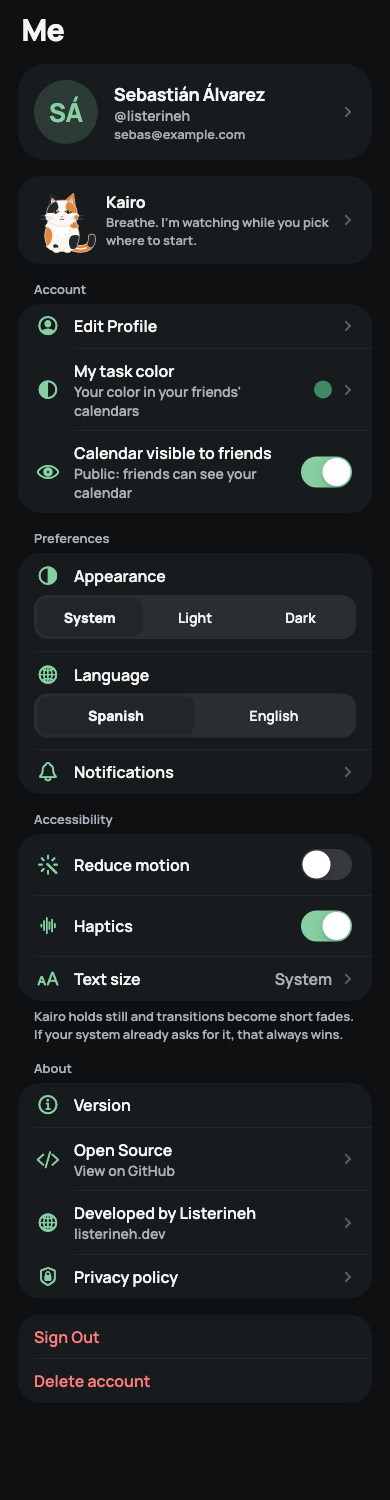 Me
SÁ
Sebastián Álvarez
@listerineh
sebas@example.com
Kairo
Breathe. I'm watching while you pick
where to start.
Account
Edit Profile
My task color
Your color in your friends'
calendars
Calendar visible to friends
Public: friends can see your
calendar
Preferences
Appearance
System Light Dark
Language
Spanish English
Notifications
Accessibility
Reduce motion
Haptics
AA Text size System
Kairo holds still and transitions become short fades.
If your system already asks for it, that always wins.
About
Version
Open Source
View on GitHub
Developed by Listerineh
listerineh.dev
Privacy policy
Sign Out
Delete account